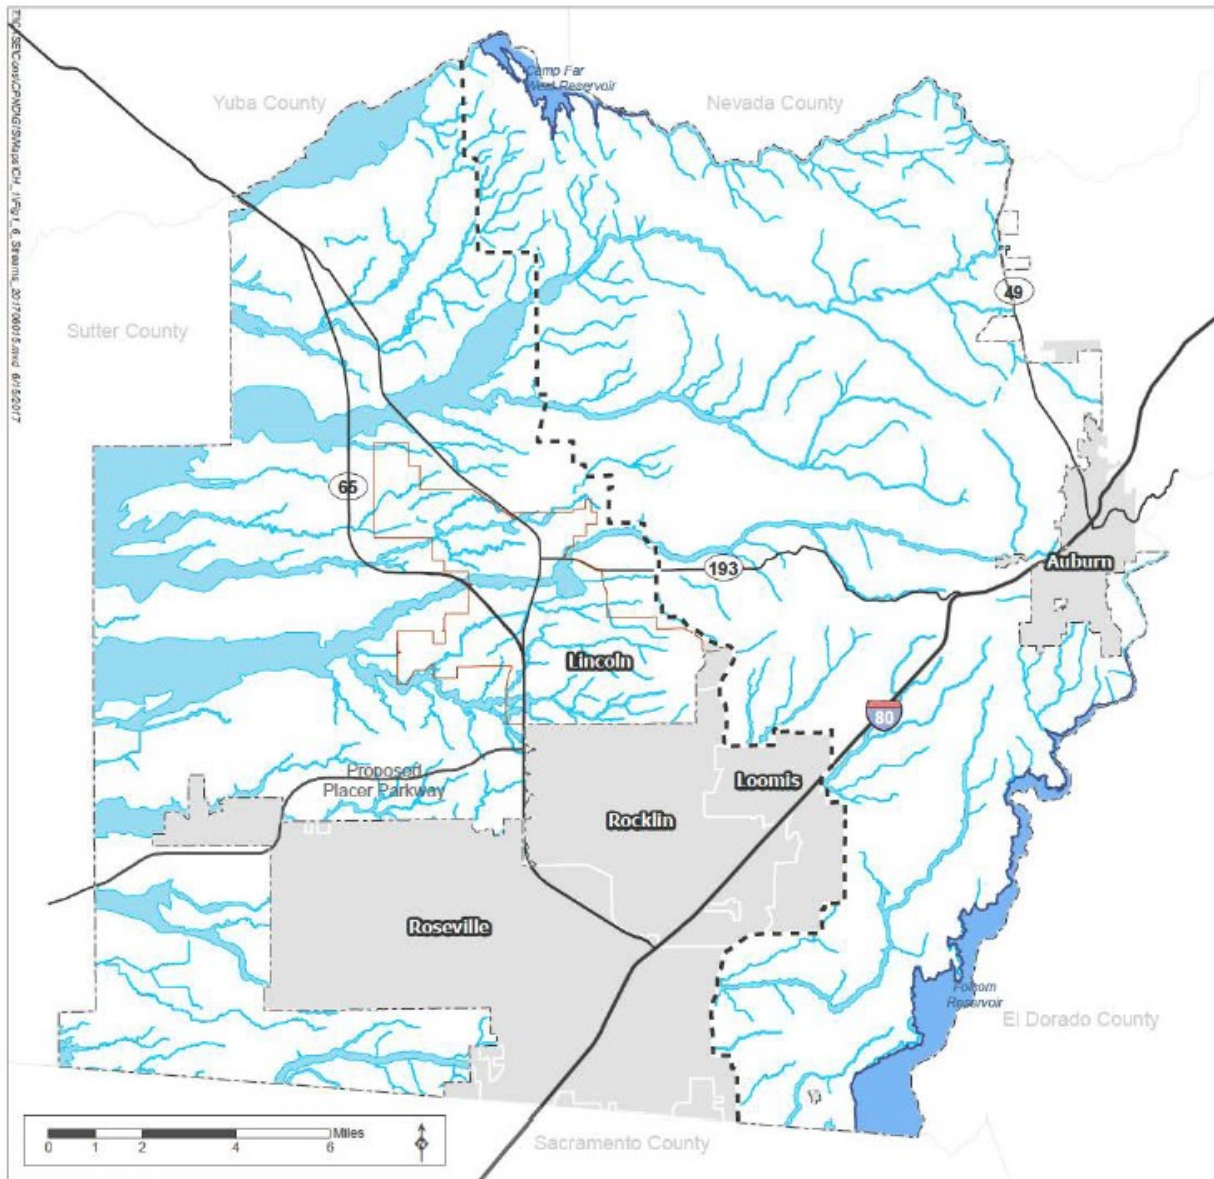 Camp Far
West Reservoir
Yuba County
Nevada County
Sutter County
49
65
193
Auburn
Lincoln
80
Loomis
Proposed
Placer Parkway
Rocklin
Roseville
Folsom
Reservoir
El Dorado County
Sacramento County
Miles
0 1 2 4 6
N